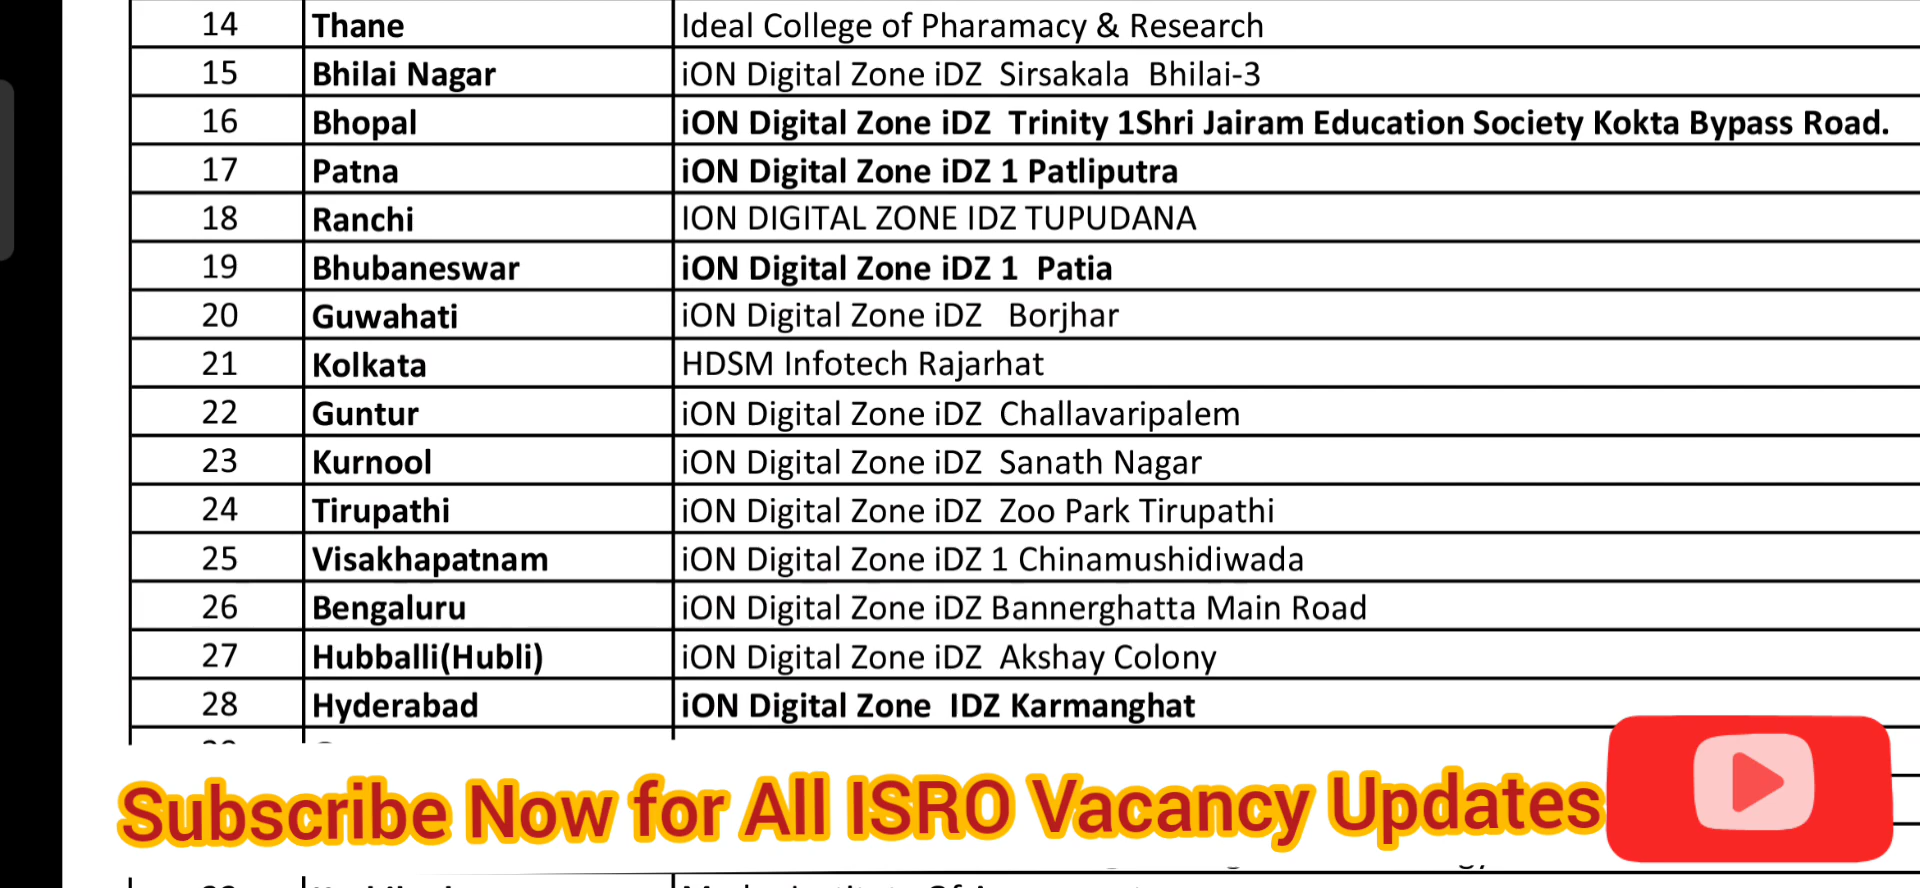 14 Thane Ideal College of Pharamacy & Research
15 Bhilai Nagar iON Digital Zone iDZ Sirsakala Bhilai-3
16 Bhopal iON Digital Zone iDZ Trinity 1Shri Jairam Education Society Kokta Bypass Road.
17 Patna iON Digital Zone iDZ 1 Patliputra
18 Ranchi ION DIGITAL ZONE IDZ TUPUDANA
19 Bhubaneswar iON Digital Zone iDZ 1 Patia
20 Guwahati iON Digital Zone iDZ Borjhar
21 Kolkata HDSM Infotech Rajarhat
22 Guntur iON Digital Zone iDZ Challavaripalem
23 Kurnool iON Digital Zone iDZ Sanath Nagar
24 Tirupathi iON Digital Zone iDZ Zoo Park Tirupathi
25 Visakhapatnam iON Digital Zone iDZ 1 Chinamushidiwada
26 Bengaluru iON Digital Zone iDZ Bannerghatta Main Road
27 Hubballi(Hubli) iON Digital Zone iDZ Akshay Colony
28 Hyderabad iON Digital Zone IDZ Karmanghat
Subscribe Now for All ISRO Vacancy Updates